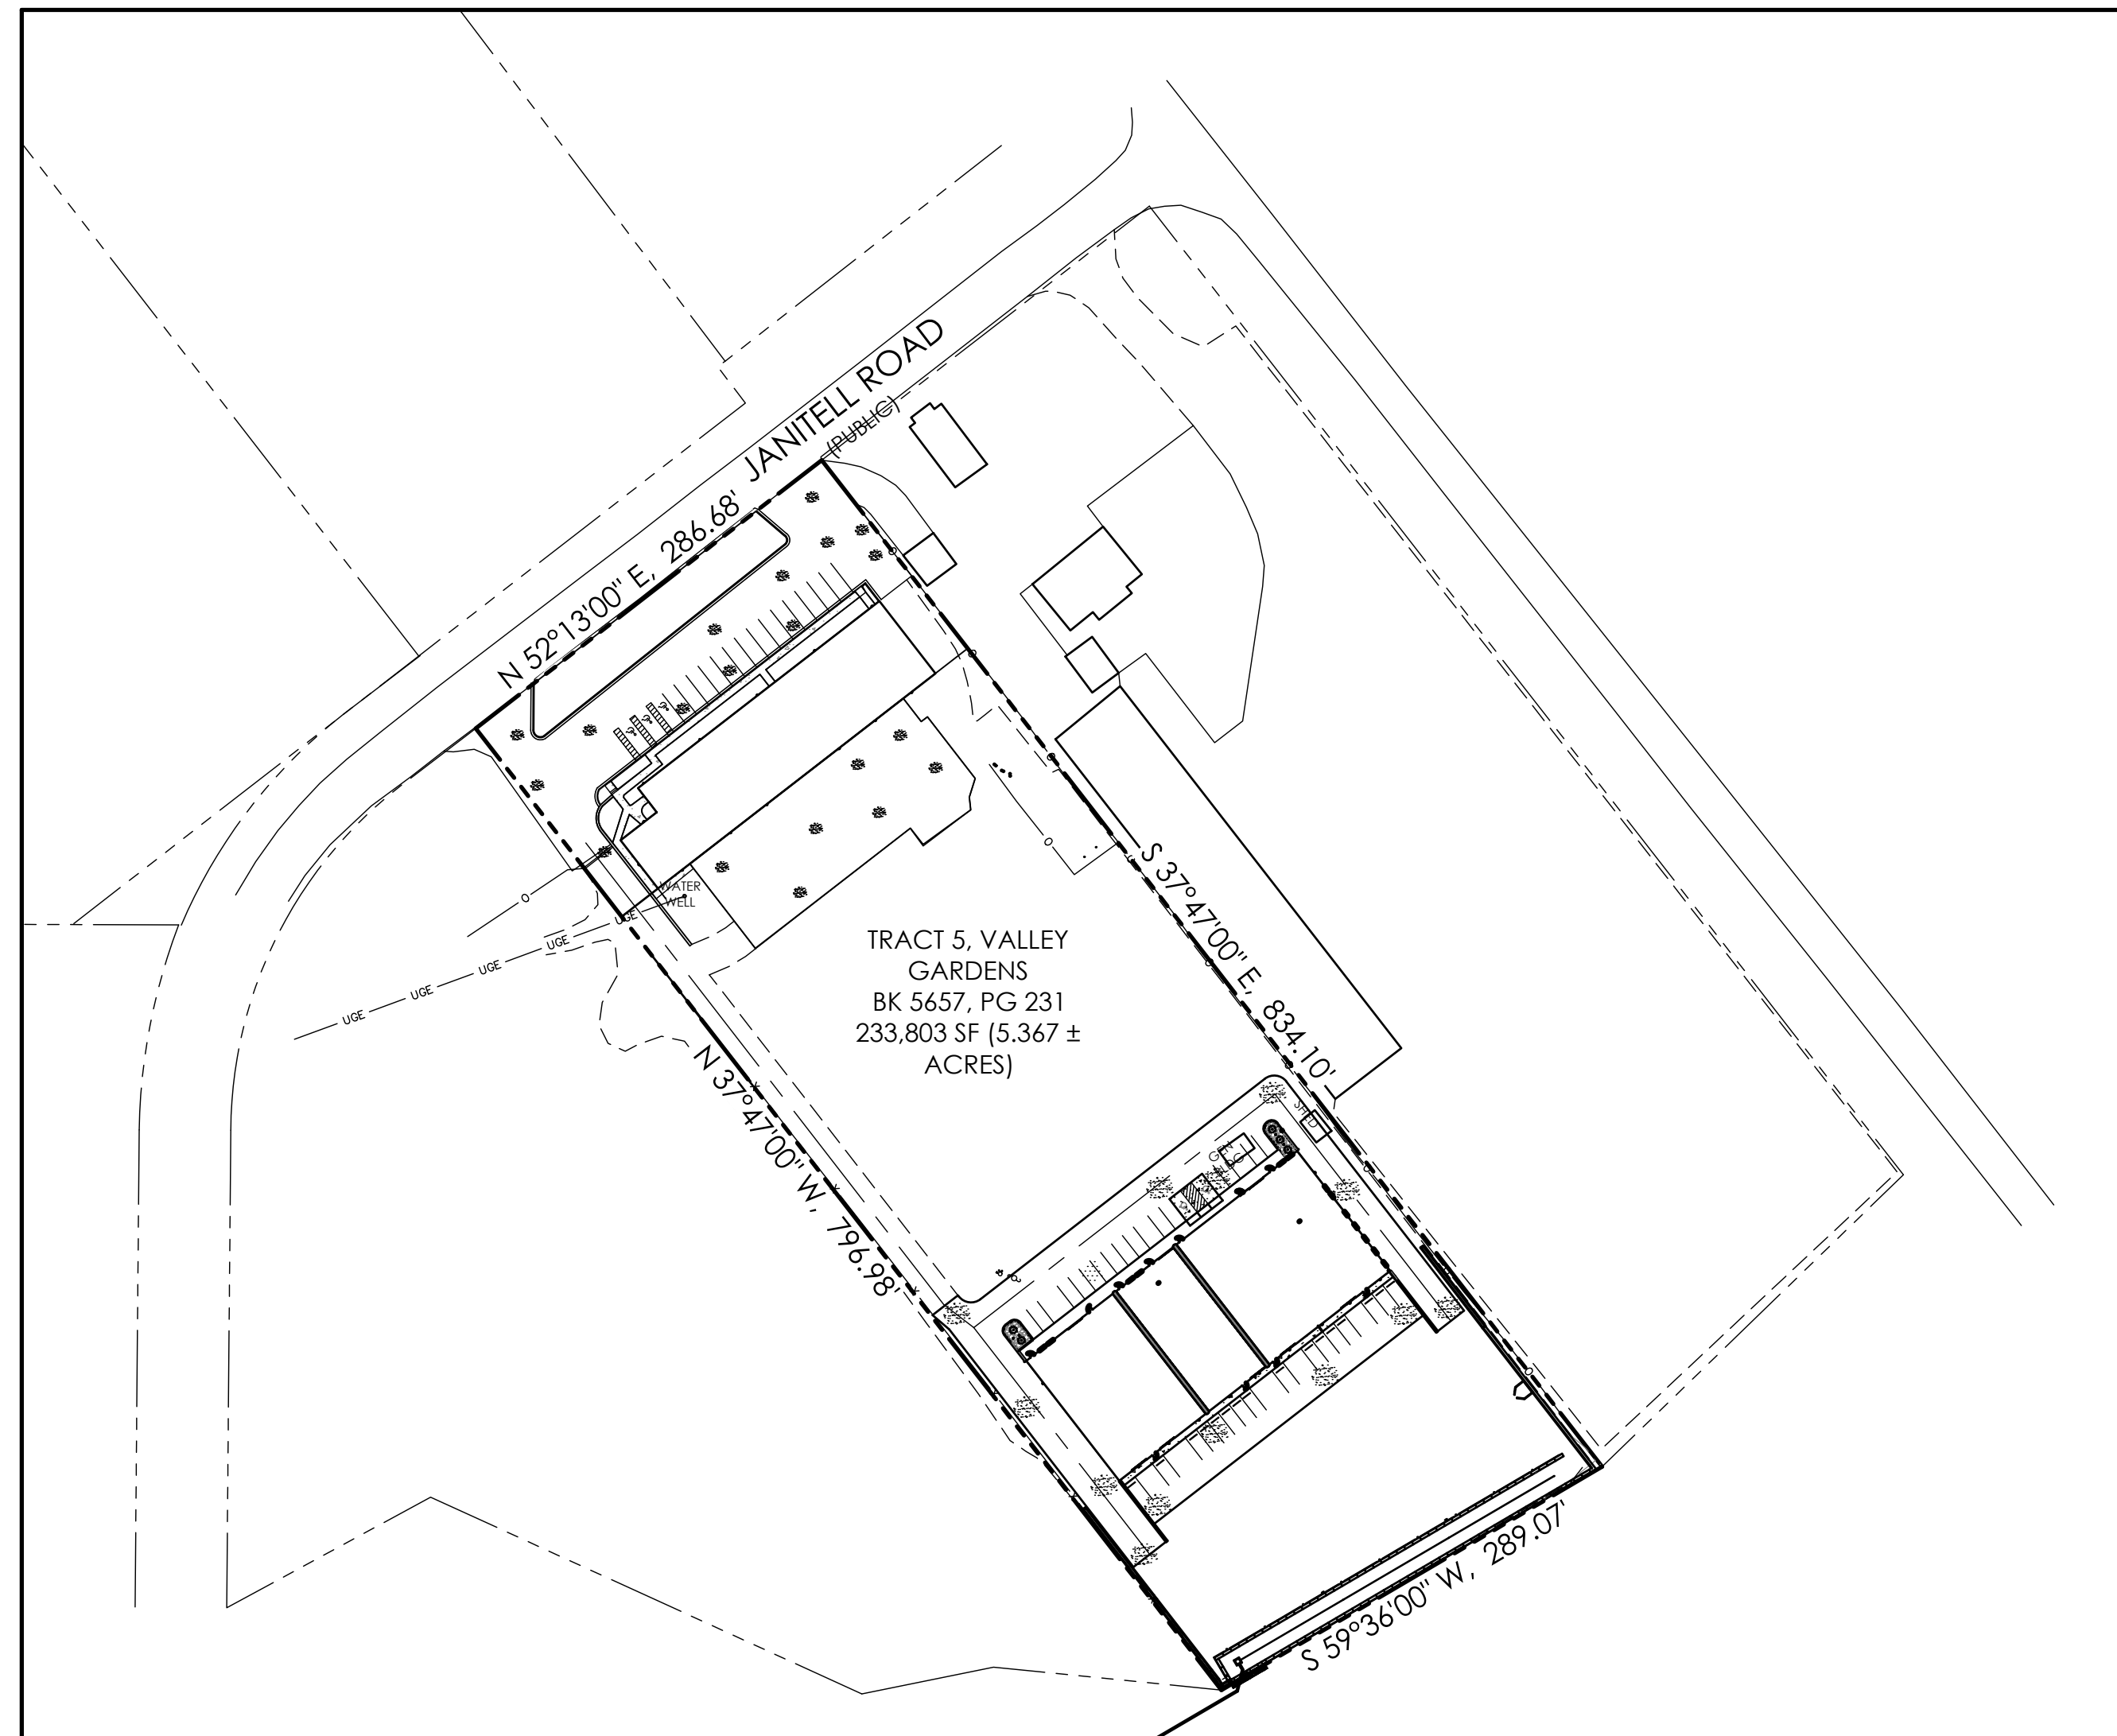 JANITELL ROAD
(PUBLIC)
N 52°13'00" E, 286.68'
WATER
WELL
UGE
UGE
UGE
UGE
UGE
TRACT 5, VALLEY
GARDENS
BK 5657, PG 231
233,803 SF (5.367 ±
ACRES)
S 37°47'00" E, 834.10'
N 37°47'00" W, 796.98'
SHED
S 59°36'00" W, 289.07'